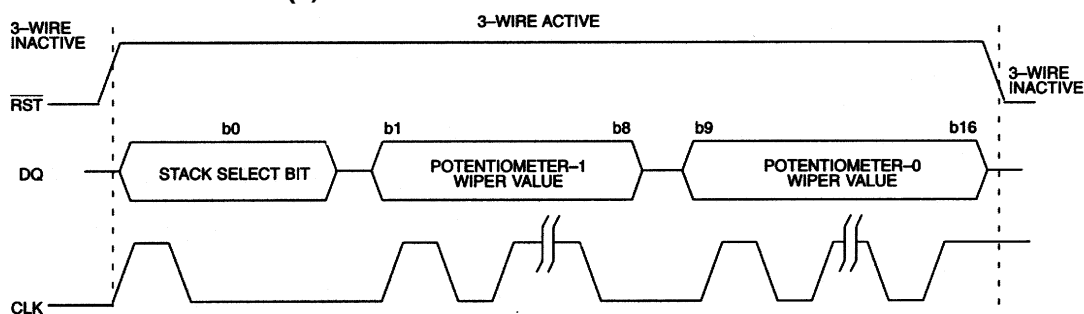 3–WIRE
INACTIVE
3–WIRE ACTIVE
3–WIRE
INACTIVE
RST
b0
b1
b8
b9
b16
DQ
STACK SELECT BIT
POTENTIOMETER–1
WIPER VALUE
POTENTIOMETER–0
WIPER VALUE
CLK